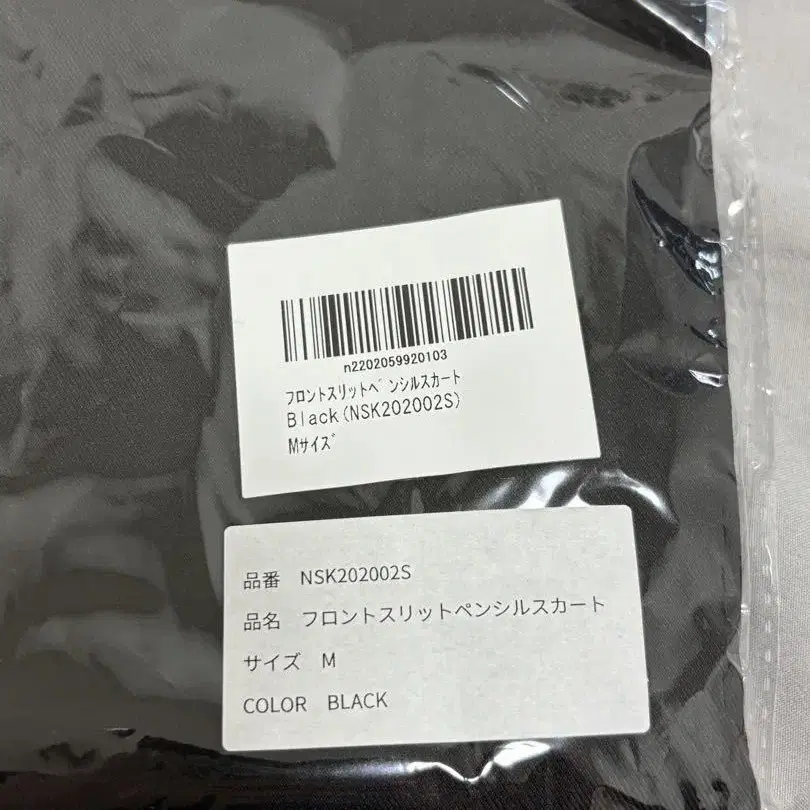 n2202059920103
フロントスリットペンシルスカート
Black(NSK202002S)
Mサイズ
品番 NSK202002S
品名 フロントスリットペンシルスカート
サイズ M
COLOR BLACK